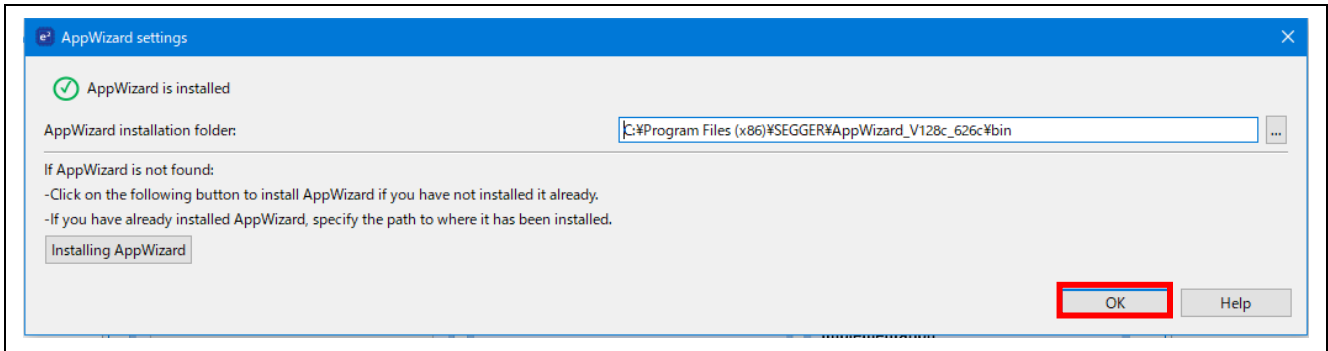 e² AppWizard settings
AppWizard is installed
AppWizard installation folder:
C:¥Program Files (x86)¥SEGGER¥AppWizard_V128c_626c¥bin
...
If AppWizard is not found:
-Click on the following button to install AppWizard if you have not installed it already.
-If you have already installed AppWizard, specify the path to where it has been installed.
Installing AppWizard
OK
Help